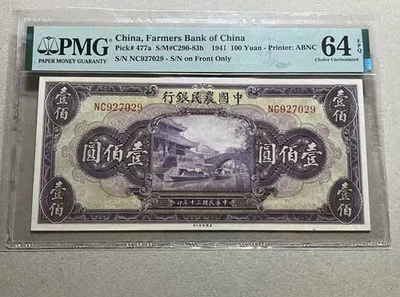 PMG
PAPER MONEY GUARANTY
China, Farmers Bank of China
Pick# 477a S/M#C290-83b 1941 100 Yuan - Printer: ABNC
S/N NC927029 - S/N on Front Only
64 EPQ
Choice Uncirculated
行銀民農國中
壹佰 壹佰
NC927029 NC927029
圓佰壹 圓佰壹
壹佰 壹佰
印年十三國民華中